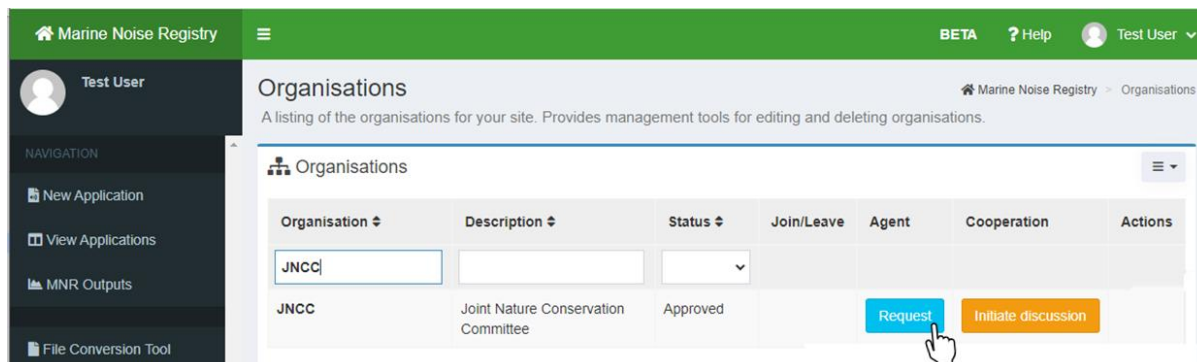 Marine Noise Registry
BETA
? Help
Test User
Test User
Organisations
Marine Noise Registry > Organisations
A listing of the organisations for your site. Provides management tools for editing and deleting organisations.
NAVIGATION
New Application
View Applications
MNR Outputs
File Conversion Tool
Organisations
Organisation Description Status Join/Leave Agent Cooperation Actions
JNCC
JNCC Joint Nature Conservation Approved Request Initiate discussion
Committee